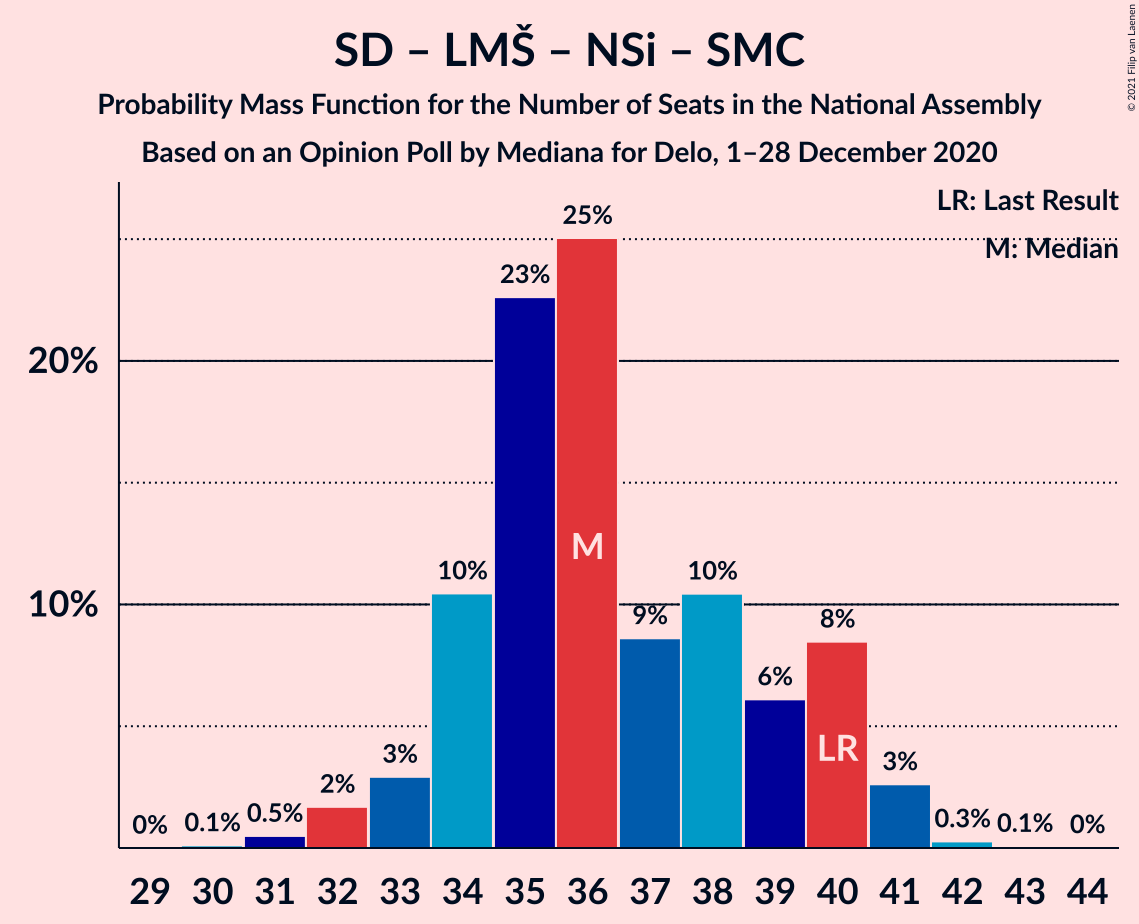 SD – LMŠ – NSi – SMC
Probability Mass Function for the Number of Seats in the National Assembly
Based on an Opinion Poll by Mediana for Delo, 1–28 December 2020
© 2021 Filip van Laenen
LR: Last Result
M: Median
20%
10%
0%
0.1%
0.5%
2%
3%
10%
23%
25%
9%
10%
6%
8%
3%
0.3%
0.1%
0%
M
LR
29 30 31 32 33 34 35 36 37 38 39 40 41 42 43 44